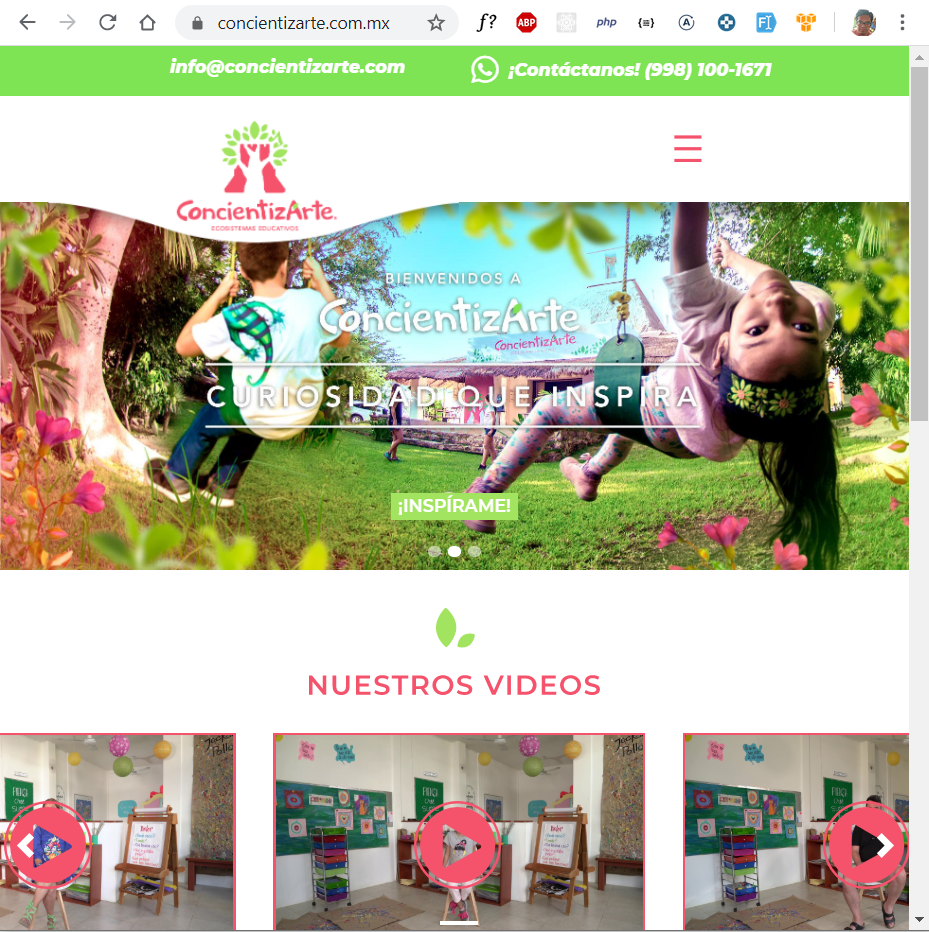 concientizarte.com.mx
f?
ABP
php
{≡}
A
info@concientizarte.com
¡Contáctanos! (998) 100-1671
ConcientizArte
ECOSISTEMAS EDUCATIVOS
BIENVENIDOS A
ConcientizArte
ConcientizArte
CURIOSIDAD QUE INSPIRA
¡INSPÍRAME!
NUESTROS VIDEOS